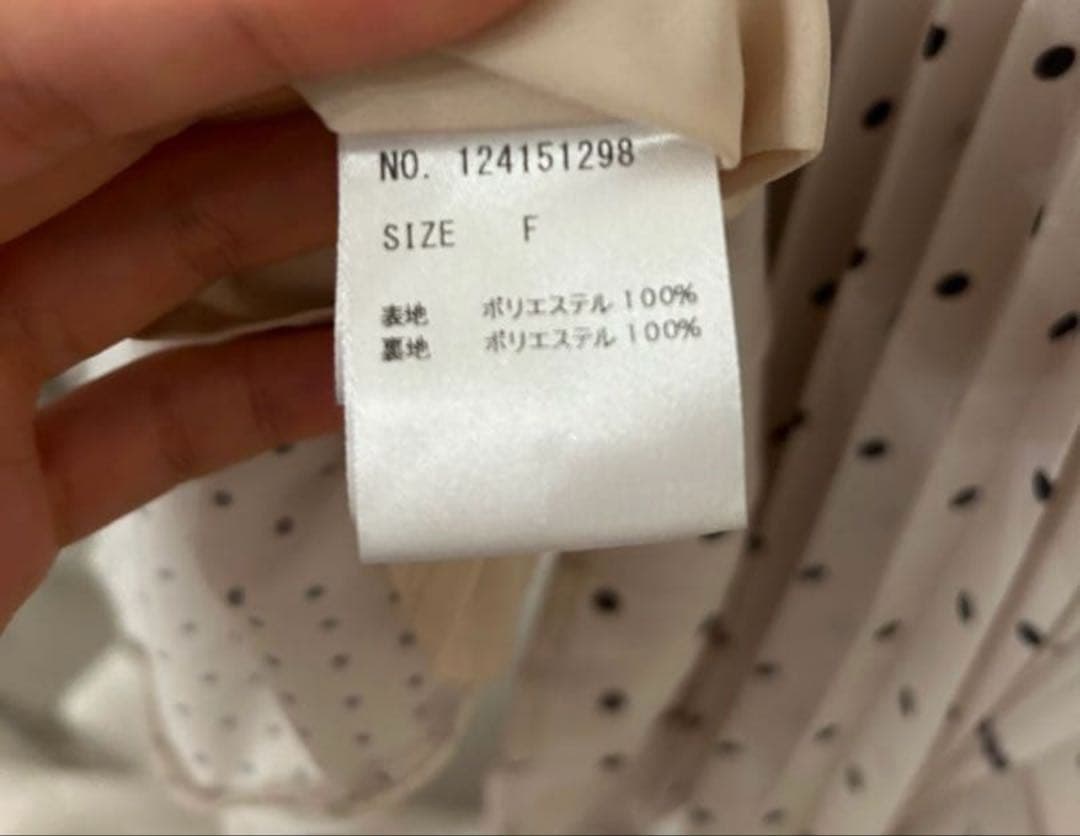 NO. 124151298
SIZE F
表地 ポリエステル 100%
裏地 ポリエステル 100%